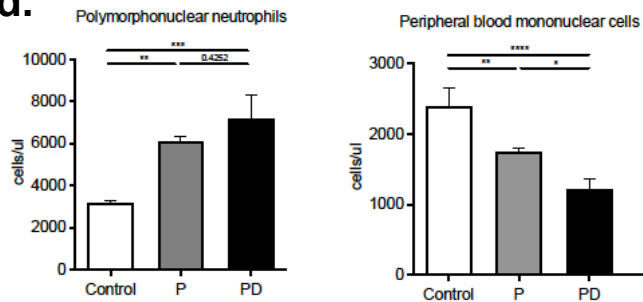 d.
Polymorphonuclear neutrophils
***
** 0.4252
10000
8000
6000
4000
2000
0
cells/ul
Control P PD
Peripheral blood mononuclear cells
****
** *
3000
2000
1000
0
cells/ul
Control P PD